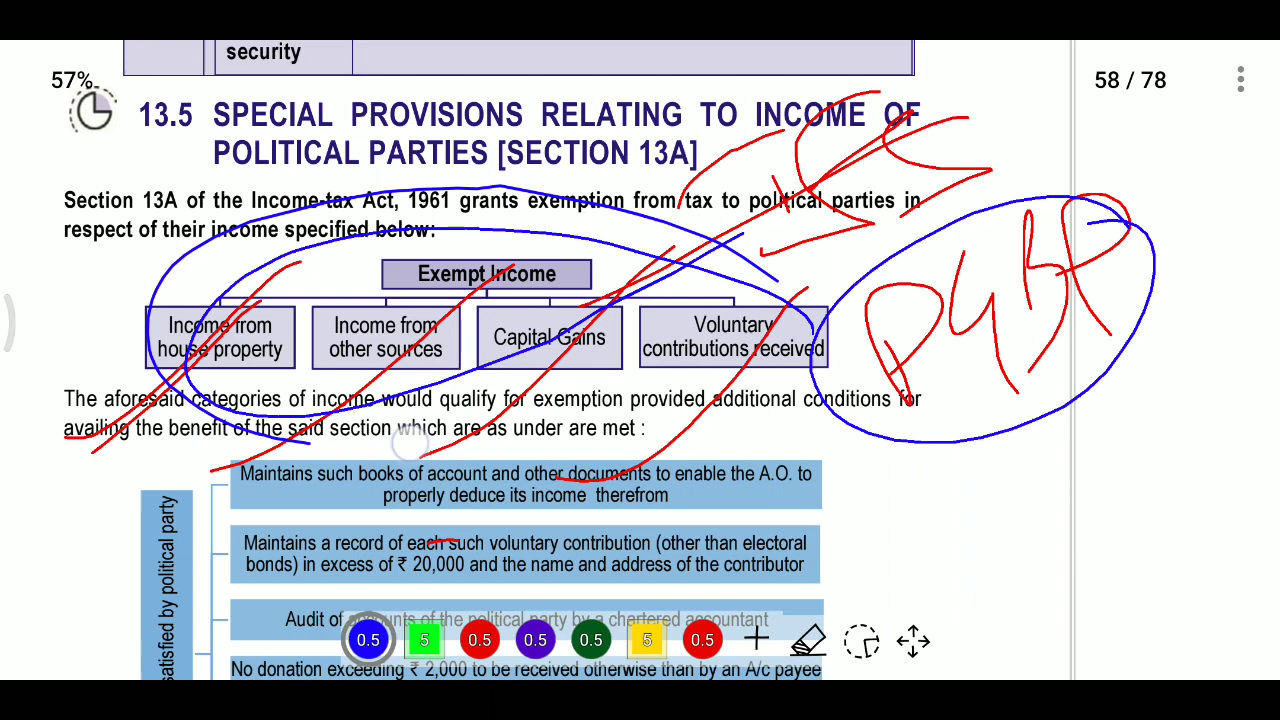 security
57%
58 / 78
13.5 SPECIAL PROVISIONS RELATING TO INCOME OF
POLITICAL PARTIES [SECTION 13A]
Section 13A of the Income-tax Act, 1961 grants exemption from tax to political parties in
respect of their income specified below:
Exempt Income
Income from
house property
Income from
other sources
Capital Gains
Voluntary
contributions received
The aforesaid categories of income would qualify for exemption provided additional conditions for
availing the benefit of the said section which are as under are met :
Maintains such books of account and other documents to enable the A.O. to
properly deduce its income therefrom
Maintains a record of each such voluntary contribution (other than electoral
bonds) in excess of ₹ 20,000 and the name and address of the contributor
Audit of accounts of the political party by a chartered accountant
No donation exceeding ₹ 2,000 to be received otherwise than by an A/c payee
satisfied by political party
0.5 5 0.5 0.5 0.5 5 0.5